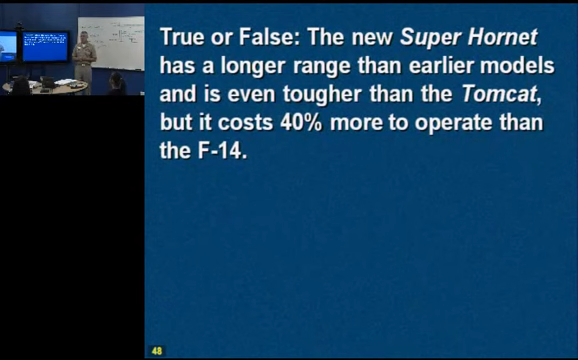 True or False: The new Super Hornet
has a longer range than earlier models
and is even tougher than the Tomcat,
but it costs 40% more to operate than
the F-14.
48